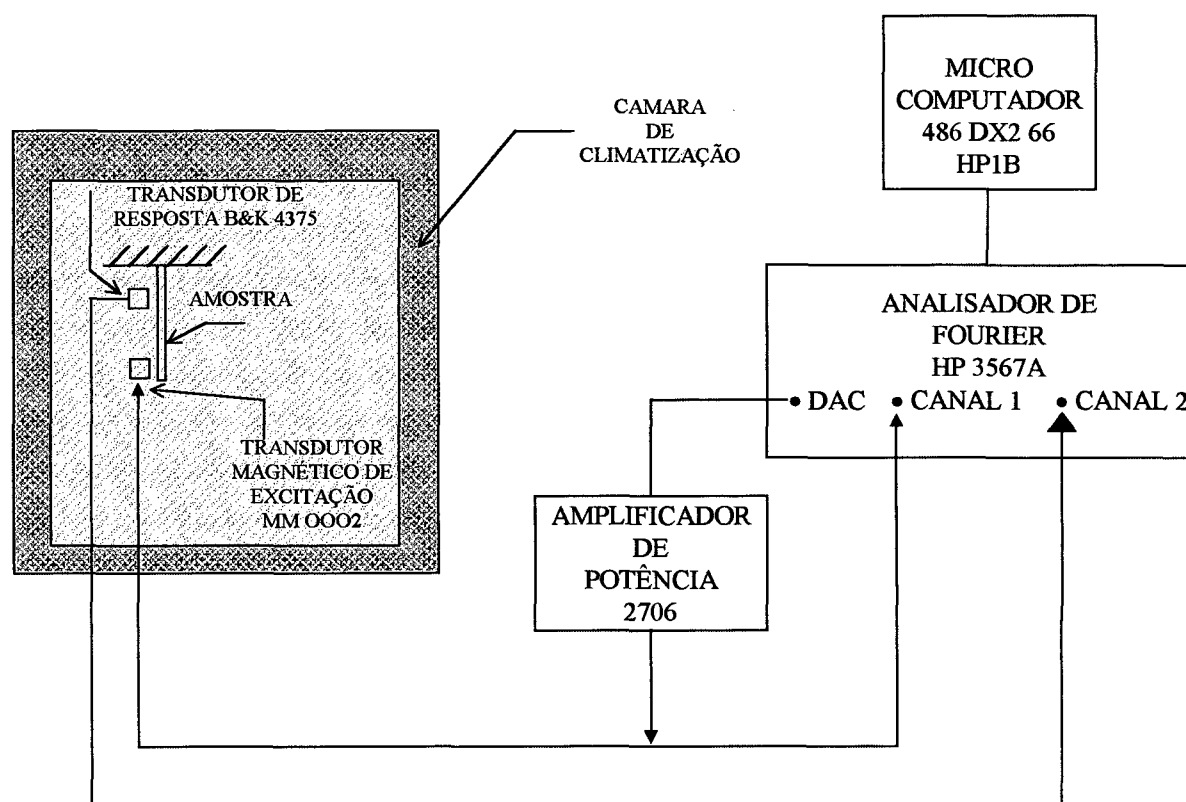 MICRO
COMPUTADOR
486 DX2 66
HP1B
CAMARA
DE
CLIMATIZAÇÃO
TRANSDUTOR DE
RESPOSTA B&K 4375
AMOSTRA
TRANSDUTOR
MAGNÉTICO DE
EXCITAÇÃO
MM OOO2
ANALISADOR DE
FOURIER
HP 3567A
DAC
CANAL 1
CANAL 2
AMPLIFICADOR
DE
POTÊNCIA
2706